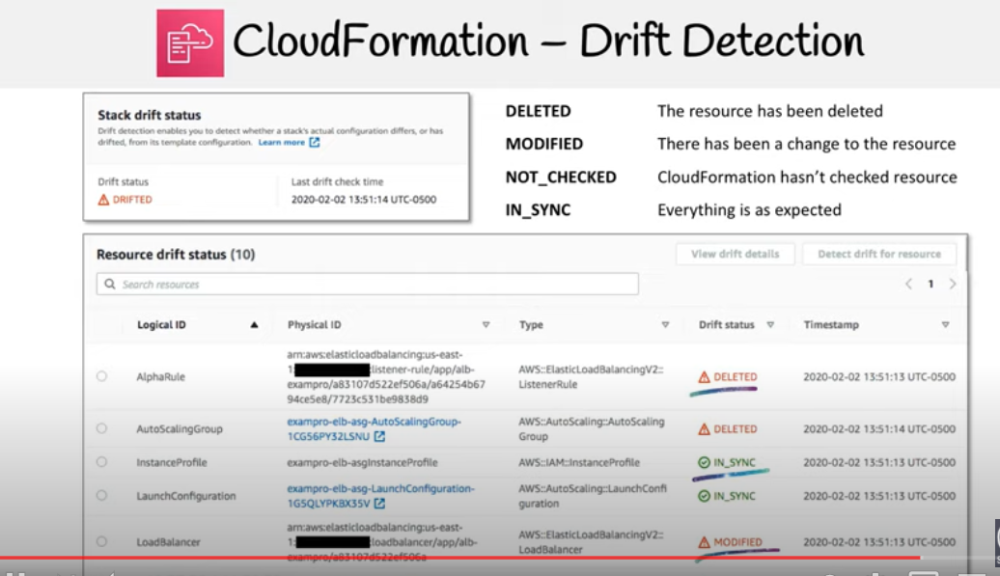 CloudFormation – Drift Detection
Stack drift status
Drift detection enables you to detect whether a stack's actual configuration differs, or has
drifted, from its template configuration. Learn more
Drift status
DRIFTED
Last drift check time
2020-02-02 13:51:14 UTC-0500
DELETED The resource has been deleted
MODIFIED There has been a change to the resource
NOT_CHECKED CloudFormation hasn't checked resource
IN_SYNC Everything is as expected
Resource drift status (10)
View drift details
Detect drift for resource
Search resources
1
Logical ID Physical ID Type Drift status Timestamp
AlphaRule
arn:aws:elasticloadbalancing:us-east-
1: :listener-rule/app/alb-
exampro/a83107d522ef506a/a64254b67
94ce5e8/7723c531be9838d9
AWS::ElasticLoadBalancingV2::
ListenerRule
DELETED
2020-02-02 13:51:13 UTC-0500
AutoScalingGroup
exampro-elb-asg-AutoScalingGroup-
1CG56PY32LSNU
AWS::AutoScaling::AutoScaling
Group
DELETED
2020-02-02 13:51:14 UTC-0500
InstanceProfile
exampro-elb-asgInstanceProfile
AWS::IAM::InstanceProfile
IN_SYNC
2020-02-02 13:51:13 UTC-0500
LaunchConfiguration
exampro-elb-asg-LaunchConfiguration-
1G5QLYPKBX35V
AWS::AutoScaling::LaunchConfi
guration
IN_SYNC
2020-02-02 13:51:13 UTC-0500
LoadBalancer
arn:aws:elasticloadbalancing:us-east-
1: :loadbalancer/app/alb-
exampro/a83107d522ef506a
AWS::ElasticLoadBalancingV2::
LoadBalancer
MODIFIED
2020-02-02 13:51:13 UTC-0500